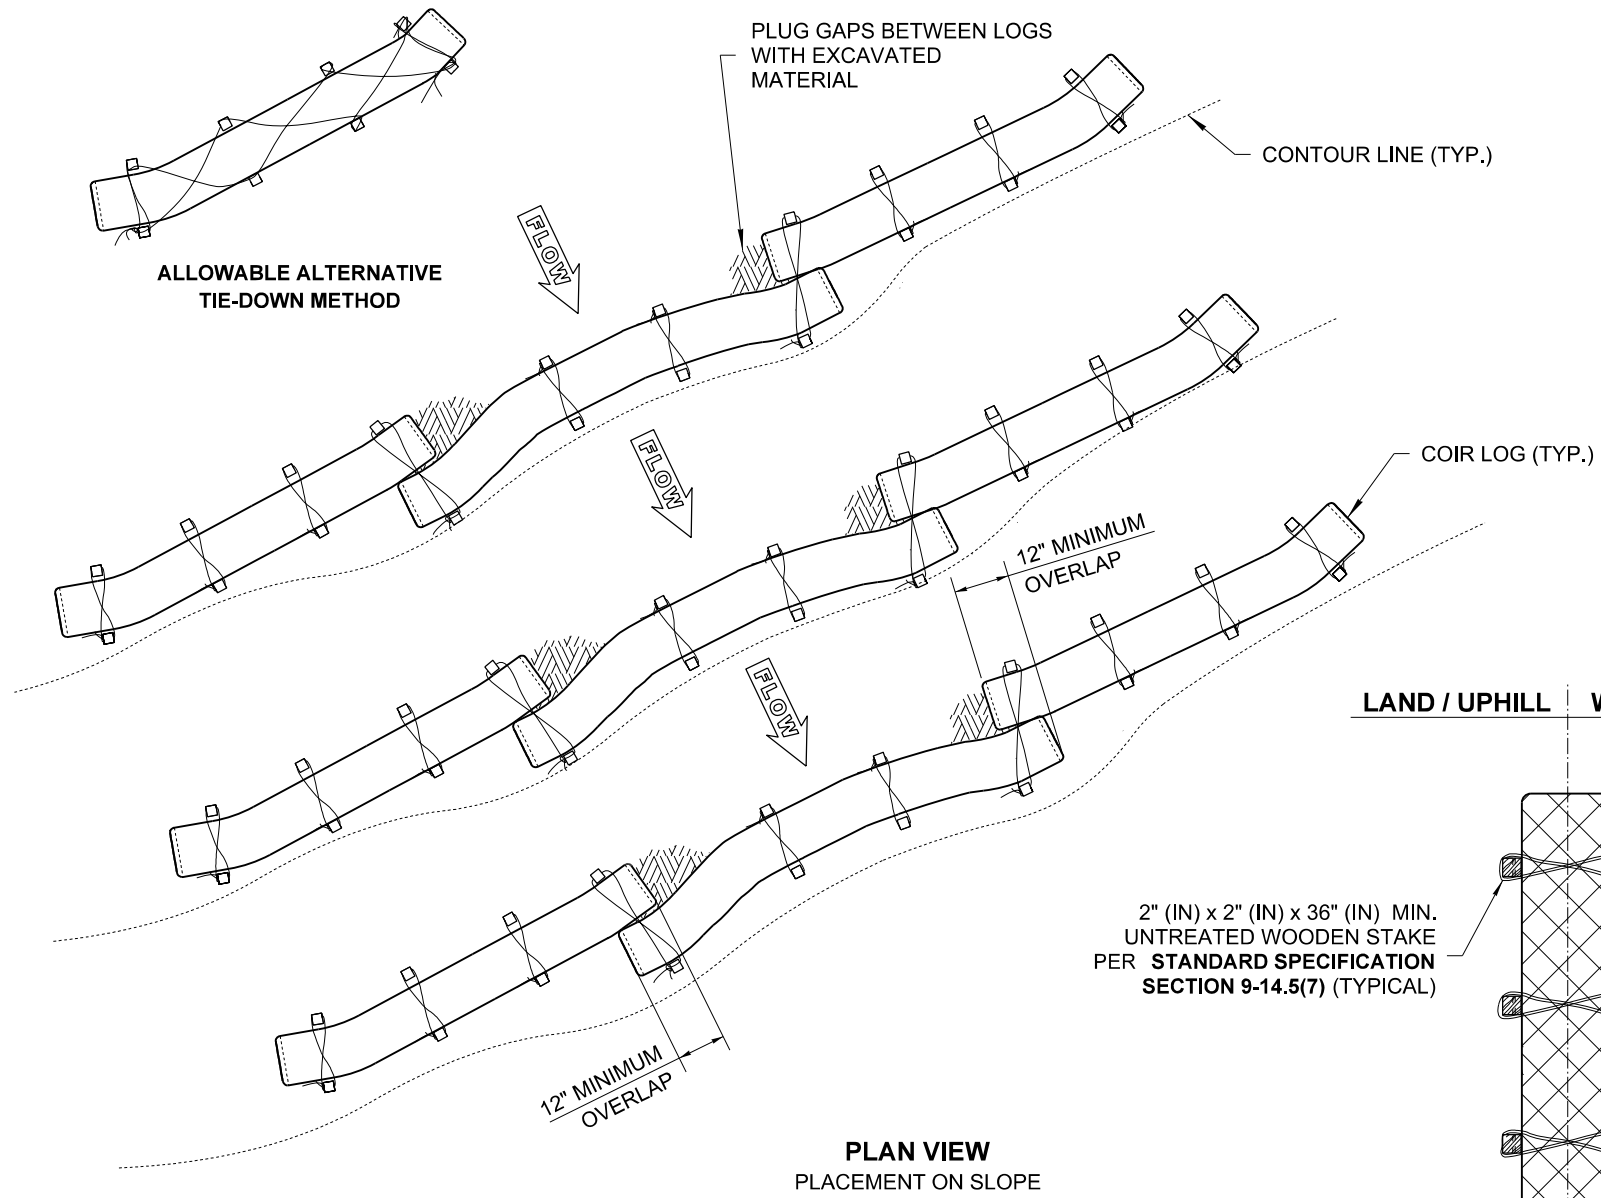 PLUG GAPS BETWEEN LOGS
WITH EXCAVATED
MATERIAL
CONTOUR LINE (TYP.)
ALLOWABLE ALTERNATIVE
TIE-DOWN METHOD
FLOW
FLOW
COIR LOG (TYP.)
12" MINIMUM
OVERLAP
FLOW
LAND / UPHILL
2" (IN) x 2" (IN) x 36" (IN) MIN.
UNTREATED WOODEN STAKE
PER STANDARD SPECIFICATION
SECTION 9-14.5(7) (TYPICAL)
12" MINIMUM
OVERLAP
PLAN VIEW
PLACEMENT ON SLOPE